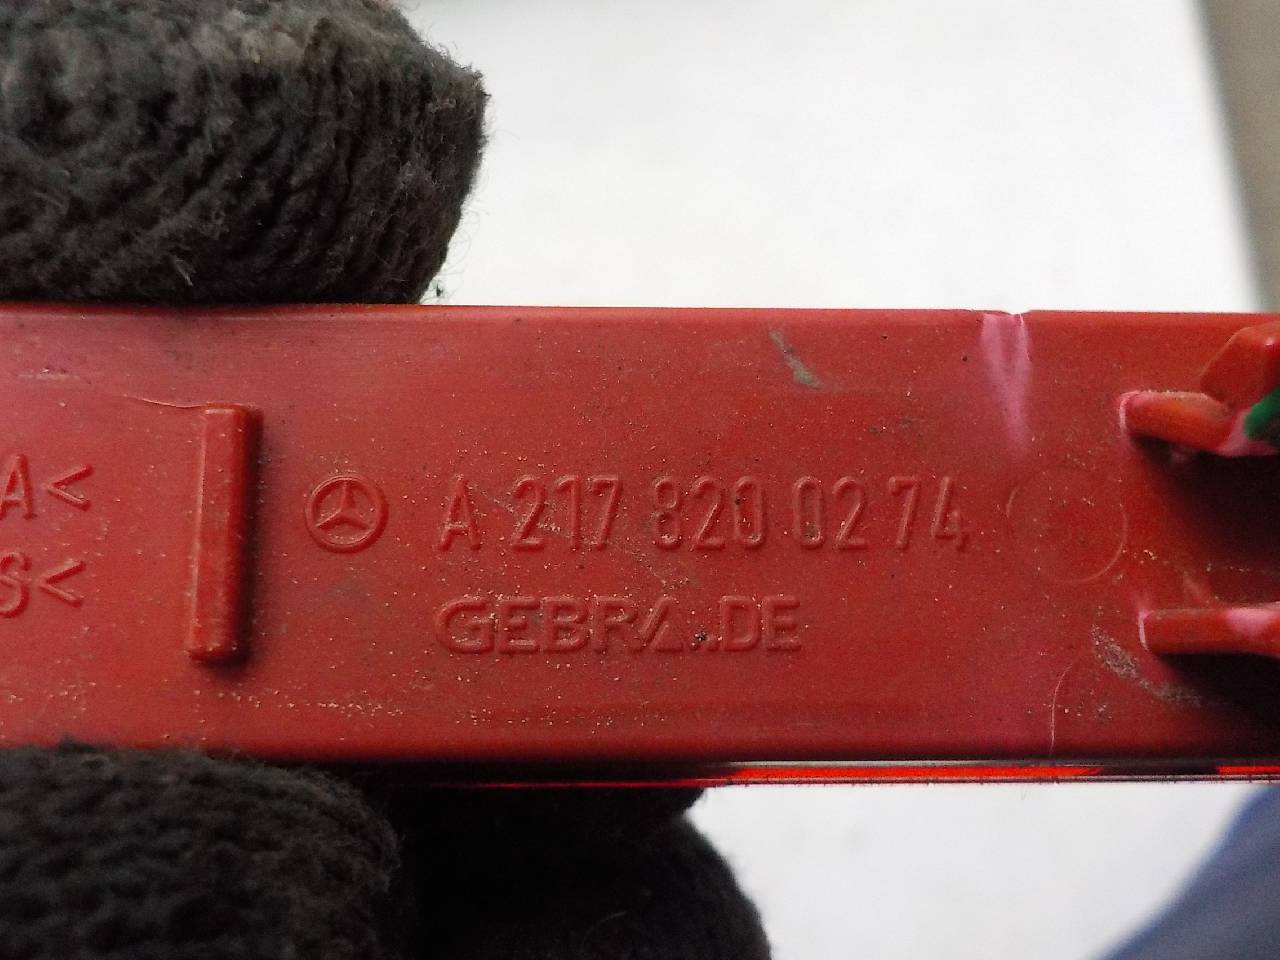 A<
S<
A 217 820 02 74
GEBRA..DE